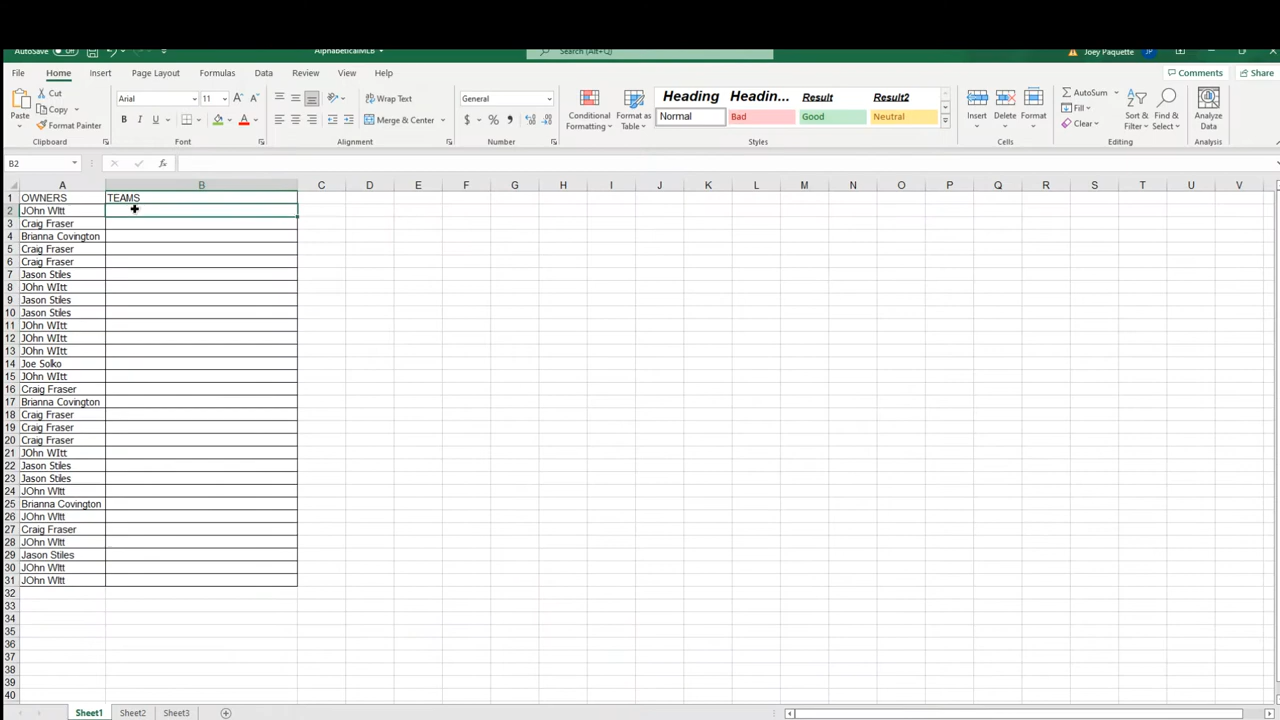 AutoSave Off AlphabeticalMLB Search (Alt+Q) Joey Paquette JP
File Home Insert Page Layout Formulas Data Review View Help Comments Share
Paste Cut Copy Format Painter
Arial 11 A A B I U A
Wrap Text Merge & Center
General $ % ,
Conditional Formatting Format as Table
Heading Headin... Result Result2
Normal Bad Good Neutral
Insert Delete Format
AutoSum Fill Clear Sort & Filter Find & Select Analyze Data
Clipboard Font Alignment Number Styles Cells Editing Analysis
B2 fx
A B C D E F G H I J K L M N O P Q R S T U V
1 OWNERS TEAMS
2 JOhn WItt
3 Craig Fraser
4 Brianna Covington
5 Craig Fraser
6 Craig Fraser
7 Jason Stiles
8 JOhn WItt
9 Jason Stiles
10 Jason Stiles
11 JOhn WItt
12 JOhn WItt
13 JOhn WItt
14 Joe Solko
15 JOhn WItt
16 Craig Fraser
17 Brianna Covington
18 Craig Fraser
19 Craig Fraser
20 Craig Fraser
21 JOhn WItt
22 Jason Stiles
23 Jason Stiles
24 JOhn WItt
25 Brianna Covington
26 JOhn WItt
27 Craig Fraser
28 JOhn WItt
29 Jason Stiles
30 JOhn WItt
31 JOhn WItt
32
33
34
35
36
37
38
39
40
Sheet1 Sheet2 Sheet3